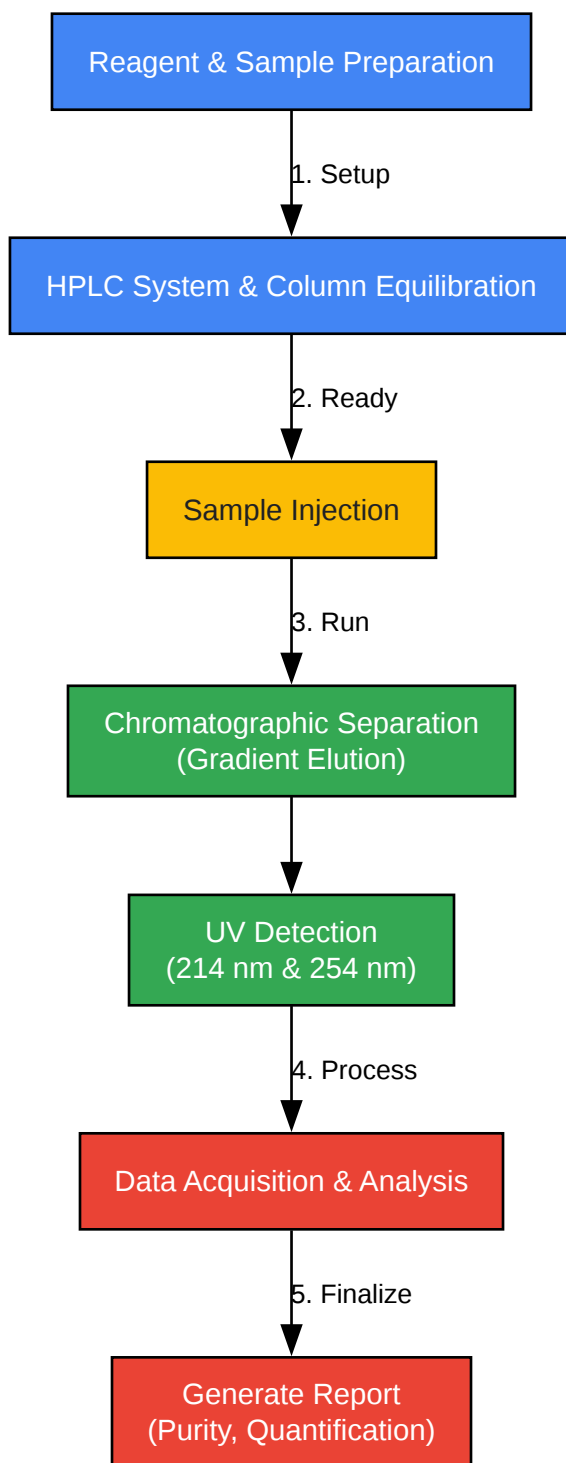 Reagent & Sample Preparation
1. Setup
HPLC System & Column Equilibration
2. Ready
Sample Injection
3. Run
Chromatographic Separation
(Gradient Elution)
UV Detection
(214 nm & 254 nm)
4. Process
Data Acquisition & Analysis
5. Finalize
Generate Report
(Purity, Quantification)